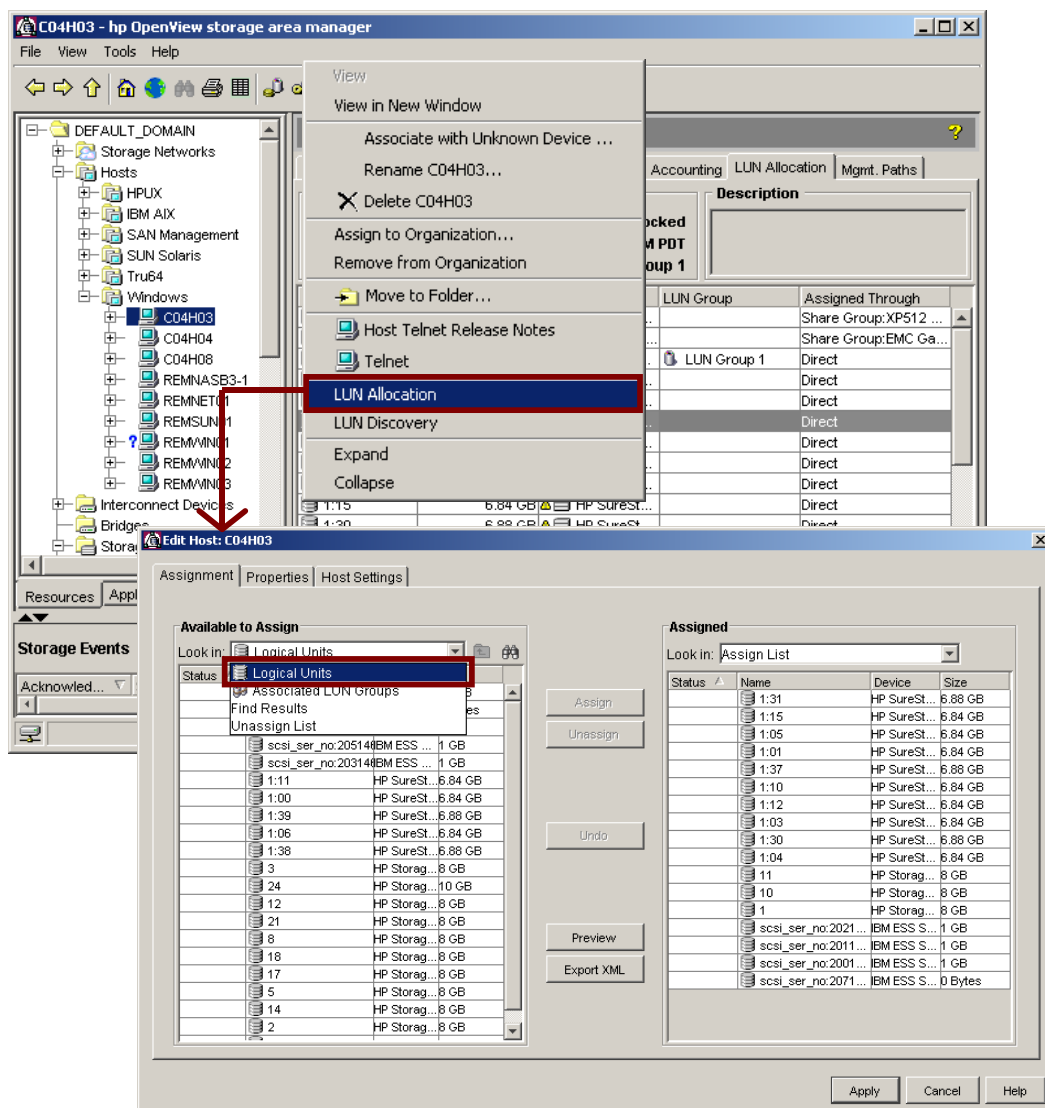 C04H03 - hp OpenView storage area manager
File View Tools Help
DEFAULT_DOMAIN
Storage Networks
Hosts
HPUX
IBM AIX
SAN Management
SUN Solaris
Tru64
Windows
C04H03
C04H04
C04H08
REMNASB3-1
REMNET01
REMSUN01
? REMWIN01
REMWIN02
REMWIN03
Interconnect Devices
Bridges
Resources
Storage Events
Acknowled...
View
View in New Window
Associate with Unknown Device ...
Rename C04H03...
Delete C04H03
Assign to Organization...
Remove from Organization
Move to Folder...
Host Telnet Release Notes
Telnet
LUN Allocation
LUN Discovery
Expand
Collapse
?
Accounting LUN Allocation Mgmt. Paths
Description
PDT
1
LUN Group Assigned Through
Share Group:XP512 ...
Share Group:EMC Ga...
LUN Group 1 Direct
Direct
Direct
Direct
Direct
Direct
Direct
1:15 6.84 GB HP SureSt... Direct
1:30 6.88 GB HP SureSt... Direct
Edit Host: C04H03
Assignment Properties Host Settings
Available to Assign
Look in: Logical Units
Logical Units
Associated LUN Groups
Find Results
Unassign List
Status
scsi_ser_no:205146 IBM ESS ... 1 GB
scsi_ser_no:203146 IBM ESS ... 1 GB
1:11 HP SureSt... 6.84 GB
1:00 HP SureSt... 6.84 GB
1:39 HP SureSt... 6.88 GB
1:06 HP SureSt... 6.84 GB
1:38 HP SureSt... 6.88 GB
3 HP Storag... 8 GB
24 HP Storag... 10 GB
12 HP Storag... 8 GB
21 HP Storag... 8 GB
8 HP Storag... 8 GB
18 HP Storag... 8 GB
17 HP Storag... 8 GB
5 HP Storag... 8 GB
14 HP Storag... 8 GB
2 HP Storag... 8 GB
Assign
Unassign
Undo
Preview
Export XML
Assigned
Look in: Assign List
Status Name Device Size
1:31 HP SureSt... 6.88 GB
1:15 HP SureSt... 6.84 GB
1:05 HP SureSt... 6.84 GB
1:01 HP SureSt... 6.84 GB
1:37 HP SureSt... 6.88 GB
1:10 HP SureSt... 6.84 GB
1:12 HP SureSt... 6.84 GB
1:03 HP SureSt... 6.84 GB
1:30 HP SureSt... 6.88 GB
1:04 HP SureSt... 6.84 GB
11 HP Storag... 8 GB
10 HP Storag... 8 GB
1 HP Storag... 8 GB
scsi_ser_no:2021... IBM ESS S... 1 GB
scsi_ser_no:2011... IBM ESS S... 1 GB
scsi_ser_no:2001... IBM ESS S... 1 GB
scsi_ser_no:2071... IBM ESS S... 0 Bytes
Apply Cancel Help